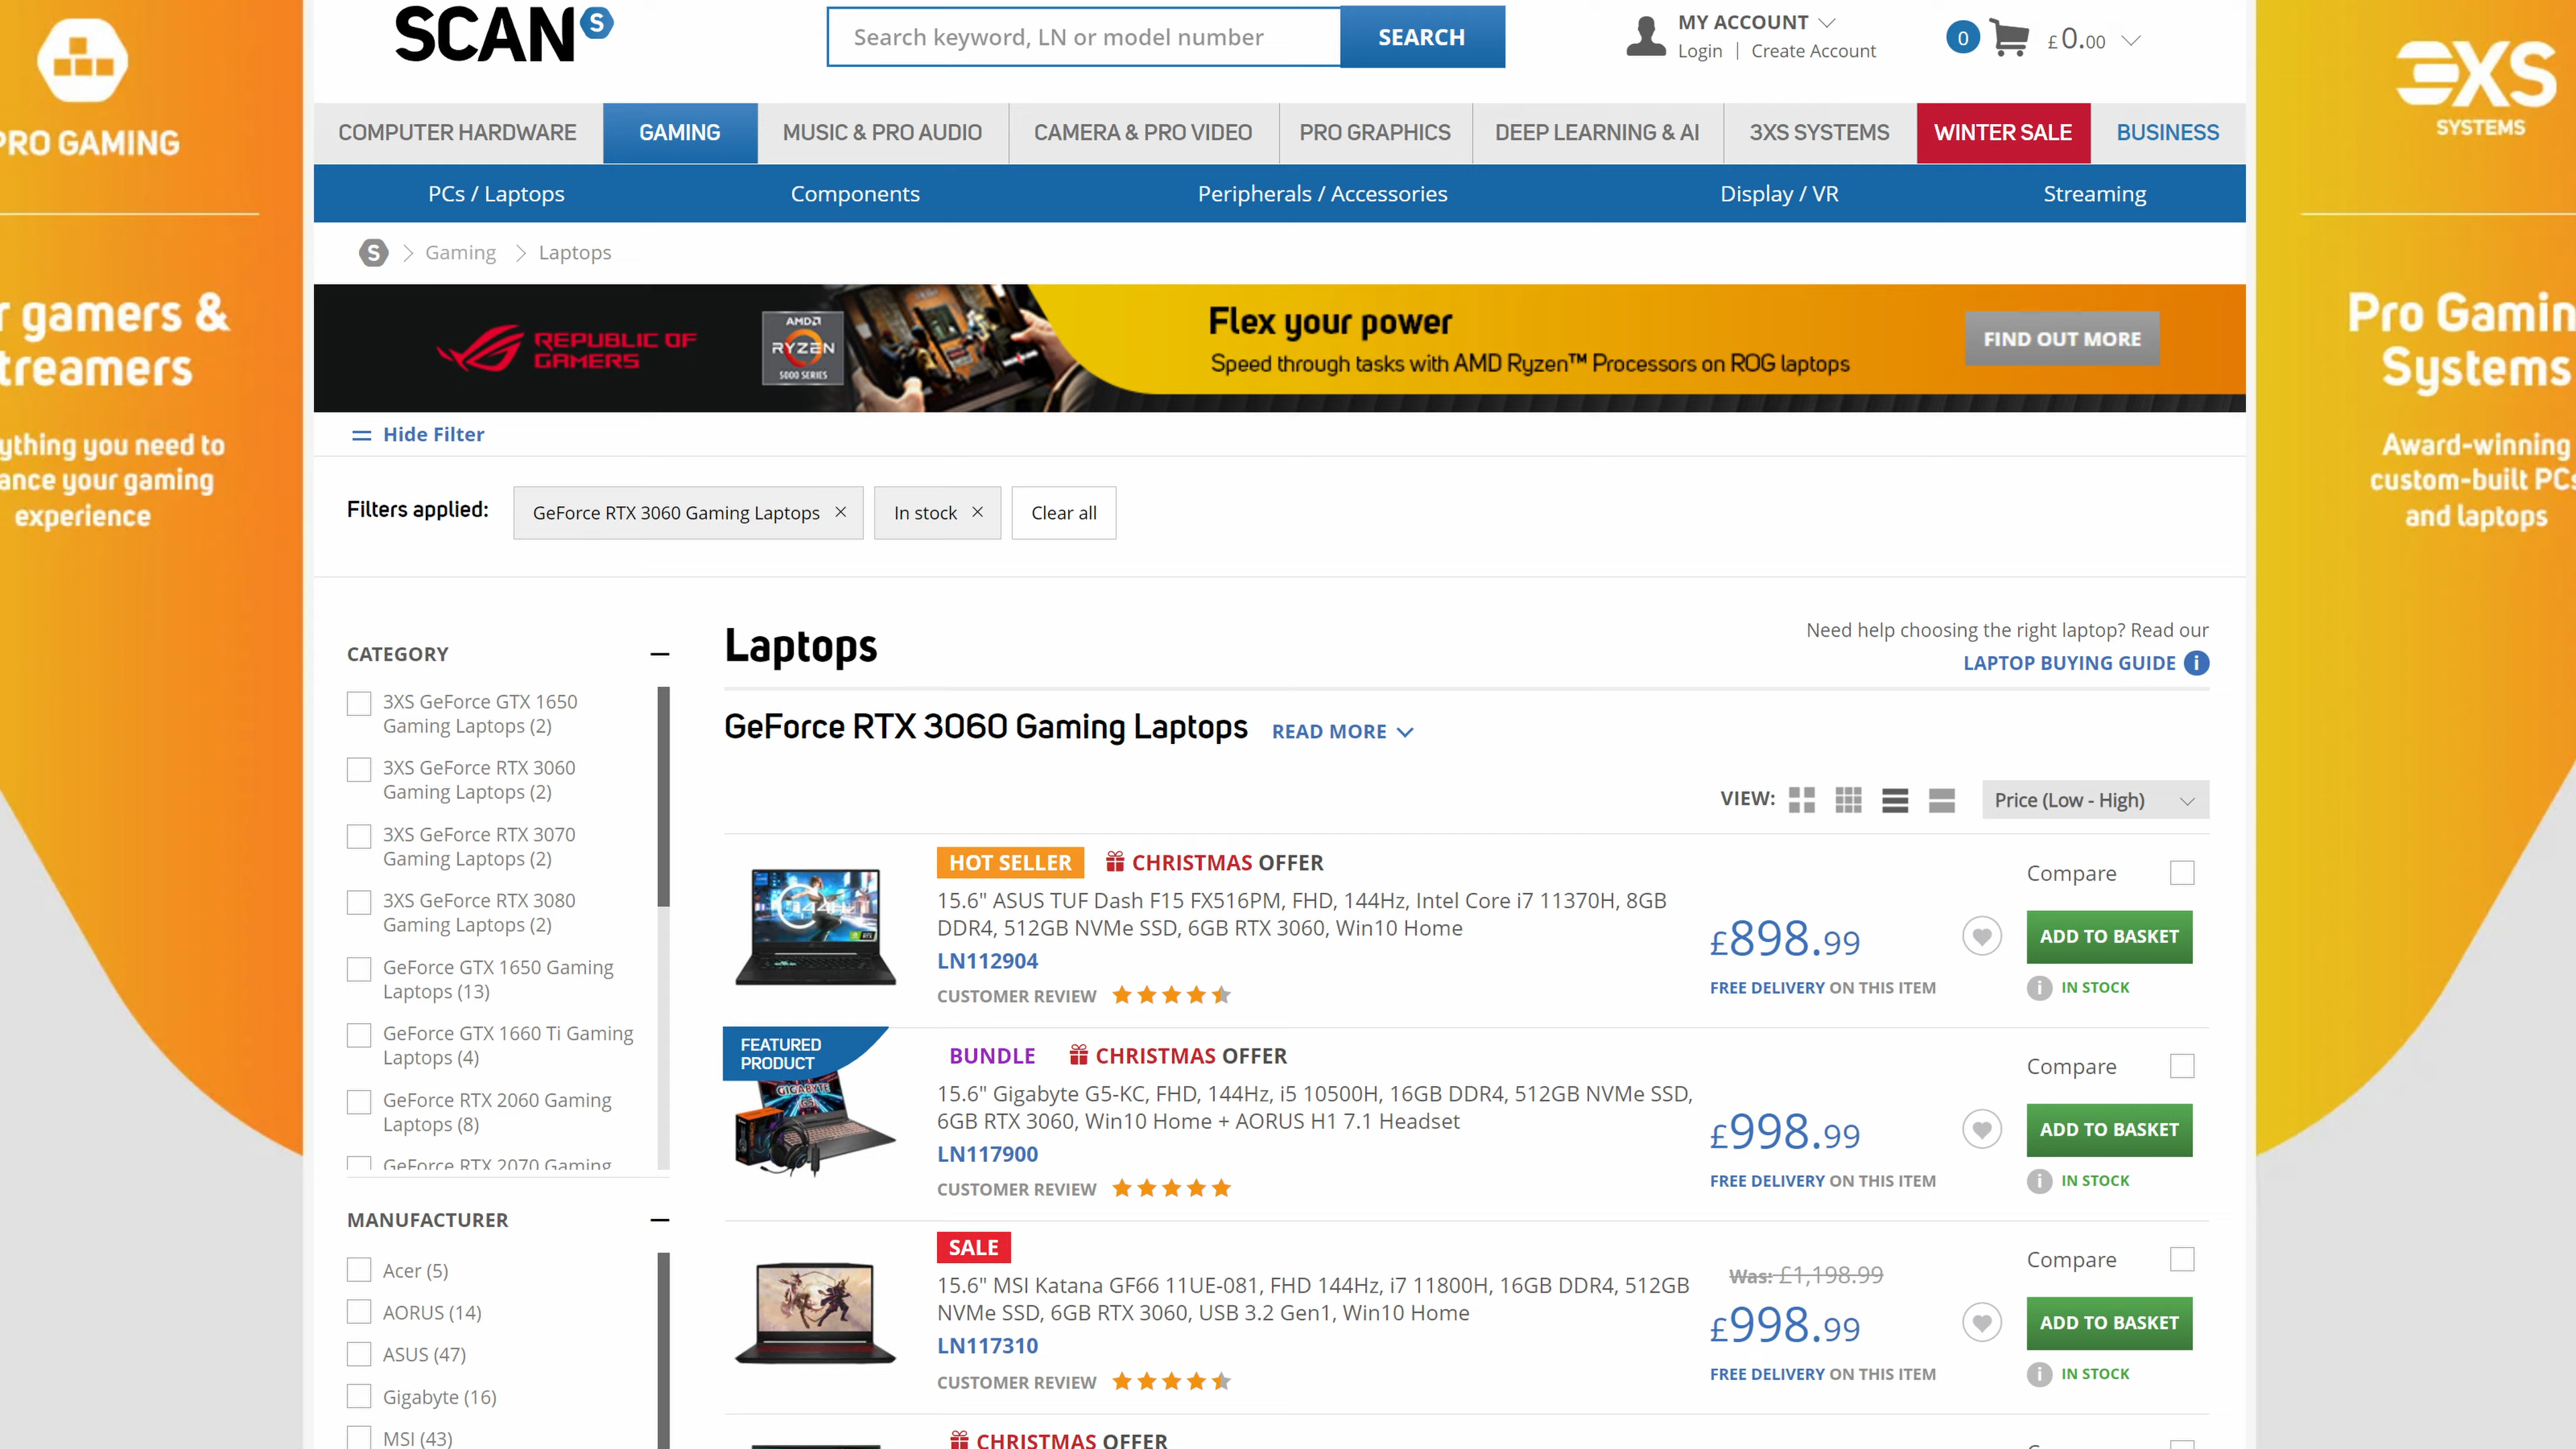 SCAN S
Search keyword, LN or model number
SEARCH
MY ACCOUNT
Login | Create Account
0
£0.00
PRO GAMING
3XS
SYSTEMS
COMPUTER HARDWARE
GAMING
MUSIC & PRO AUDIO
CAMERA & PRO VIDEO
PRO GRAPHICS
DEEP LEARNING & AI
3XS SYSTEMS
WINTER SALE
BUSINESS
PCs / Laptops
Components
Peripherals / Accessories
Display / VR
Streaming
S > Gaming > Laptops
r gamers &
treamers
ything you need to
ance your gaming
experience
Pro Gamin
Systems
Award-winning
custom-built PCs
and laptops
REPUBLIC OF
GAMERS
AMD
RYZEN
5000 SERIES
Flex your power
Speed through tasks with AMD Ryzen™ Processors on ROG laptops
FIND OUT MORE
Hide Filter
Filters applied:
GeForce RTX 3060 Gaming Laptops ×
In stock ×
Clear all
CATEGORY
3XS GeForce GTX 1650
Gaming Laptops (2)
3XS GeForce RTX 3060
Gaming Laptops (2)
3XS GeForce RTX 3070
Gaming Laptops (2)
3XS GeForce RTX 3080
Gaming Laptops (2)
GeForce GTX 1650 Gaming
Laptops (13)
GeForce GTX 1660 Ti Gaming
Laptops (4)
GeForce RTX 2060 Gaming
Laptops (8)
GeForce RTX 2070 Gaming
MANUFACTURER
Acer (5)
AORUS (14)
ASUS (47)
Gigabyte (16)
MSI (43)
Laptops
Need help choosing the right laptop? Read our
LAPTOP BUYING GUIDE i
GeForce RTX 3060 Gaming Laptops
READ MORE
VIEW:
Price (Low - High)
HOT SELLER
CHRISTMAS OFFER
15.6" ASUS TUF Dash F15 FX516PM, FHD, 144Hz, Intel Core i7 11370H, 8GB
DDR4, 512GB NVMe SSD, 6GB RTX 3060, Win10 Home
LN112904
CUSTOMER REVIEW
£898.99
FREE DELIVERY ON THIS ITEM
Compare
ADD TO BASKET
i IN STOCK
144Hz
FEATURED
PRODUCT
GIGABYTE
G5
BUNDLE
CHRISTMAS OFFER
15.6" Gigabyte G5-KC, FHD, 144Hz, i5 10500H, 16GB DDR4, 512GB NVMe SSD,
6GB RTX 3060, Win10 Home + AORUS H1 7.1 Headset
LN117900
CUSTOMER REVIEW
£998.99
FREE DELIVERY ON THIS ITEM
Compare
ADD TO BASKET
i IN STOCK
SALE
15.6" MSI Katana GF66 11UE-081, FHD 144Hz, i7 11800H, 16GB DDR4, 512GB
NVMe SSD, 6GB RTX 3060, USB 3.2 Gen1, Win10 Home
LN117310
CUSTOMER REVIEW
Was: £1,198.99
£998.99
FREE DELIVERY ON THIS ITEM
Compare
ADD TO BASKET
i IN STOCK
CHRISTMAS OFFER